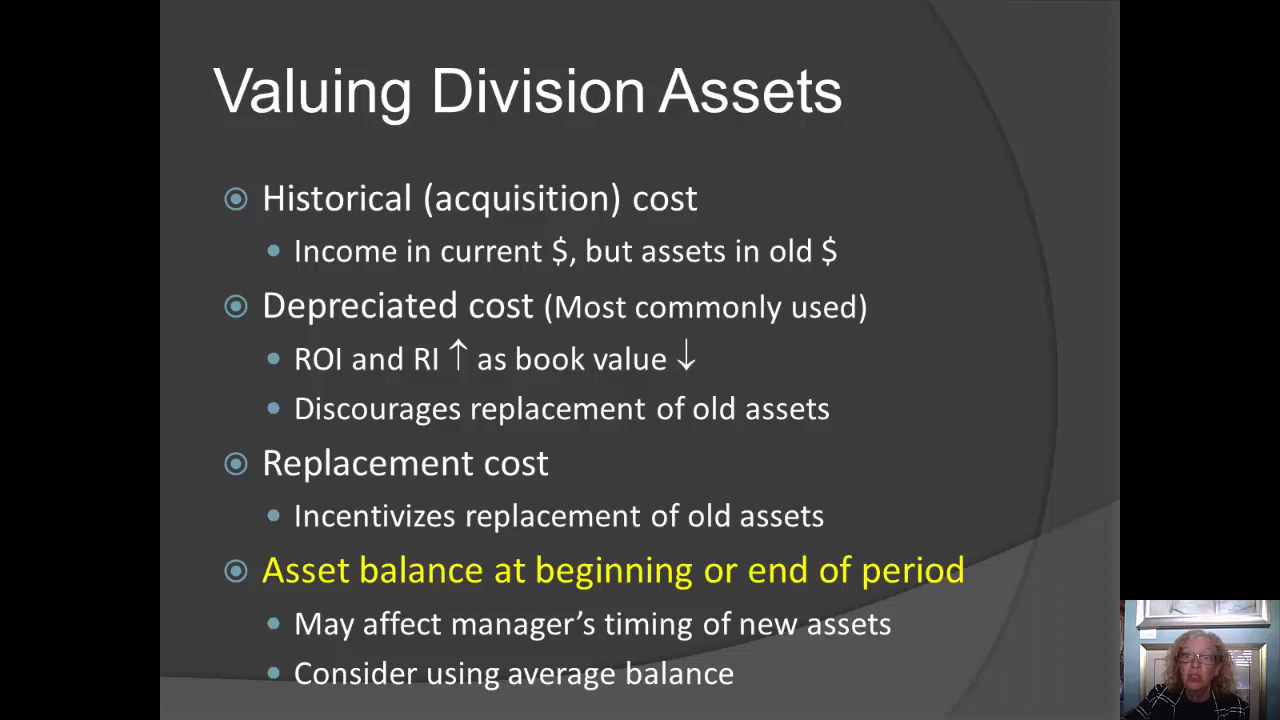 Valuing Division Assets
Historical (acquisition) cost
Income in current $, but assets in old $
Depreciated cost (Most commonly used)
ROI and RI ↑ as book value ↓
Discourages replacement of old assets
Replacement cost
Incentivizes replacement of old assets
Asset balance at beginning or end of period
May affect manager’s timing of new assets
Consider using average balance